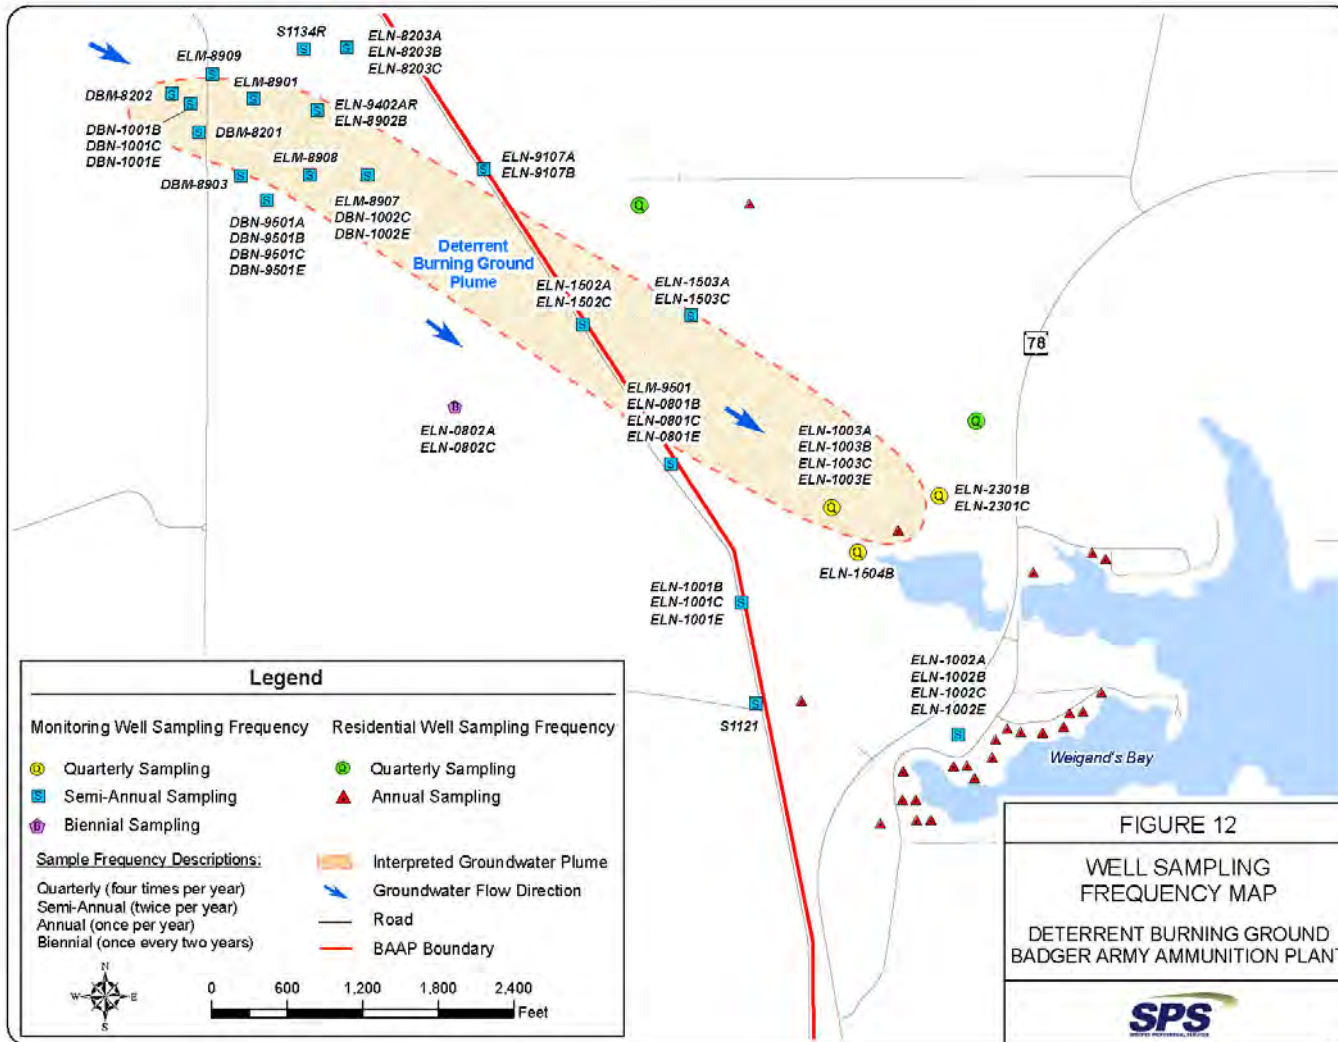 S1134R
ELN-8203A
ELN-8203B
ELN-8203C
ELM-8909
ELM-8901
DBM-8202
ELN-9402AR
ELN-8902B
DBN-1001B
DBN-1001C
DBN-1001E
DBM-8201
ELM-8908
ELN-9107A
ELN-9107B
DBM-8903
ELM-8907
DBN-1002C
DBN-1002E
DBN-9501A
DBN-9501B
DBN-9501C
DBN-9501E
Deterrent
Burning Ground
Plume
ELN-1502A
ELN-1502C
ELN-1503A
ELN-1503C
78
ELM-9501
ELN-0801B
ELN-0801C
ELN-0801E
ELN-0802A
ELN-0802C
ELN-1003A
ELN-1003B
ELN-1003C
ELN-1003E
ELN-2301B
ELN-2301C
ELN-1504B
ELN-1001B
ELN-1001C
ELN-1001E
ELN-1002A
ELN-1002B
ELN-1002C
ELN-1002E
S1121
Weigand's Bay
Legend
Monitoring Well Sampling Frequency
Q Quarterly Sampling
S Semi-Annual Sampling
B Biennial Sampling
Residential Well Sampling Frequency
Q Quarterly Sampling
Annual Sampling
Sample Frequency Descriptions:
Quarterly (four times per year)
Semi-Annual (twice per year)
Annual (once per year)
Biennial (once every two years)
Interpreted Groundwater Plume
Groundwater Flow Direction
Road
BAAP Boundary
N
W E
S
0 600 1,200 1,800 2,400
Feet
FIGURE 12
WELL SAMPLING
FREQUENCY MAP
DETERRENT BURNING GROUND
BADGER ARMY AMMUNITION PLANT
SPS